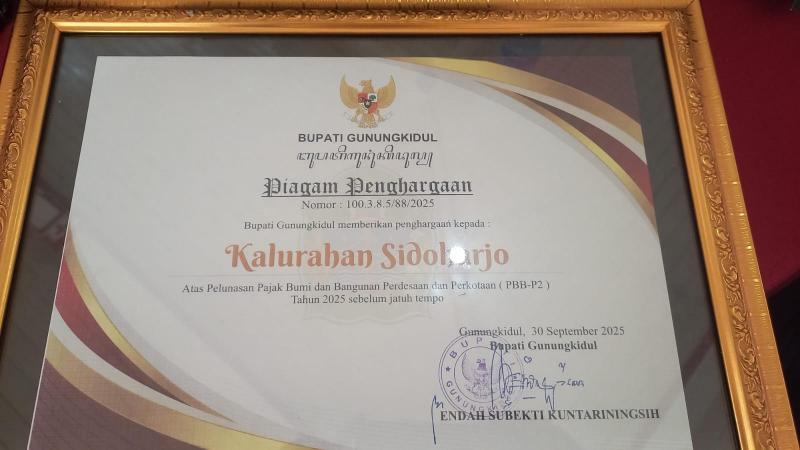 BUPATI GUNUNGKIDUL
Piagam Penghargaan
Nomor : 100.3.8.5/88/2025
Bupati Gunungkidul memberikan penghargaan kepada :
Kalurahan Sidoharjo
Atas Pelunasan Pajak Bumi dan Bangunan Perdesaan dan Perkotaan ( PBB-P2 )
Tahun 2025 sebelum jatuh tempo
Gunungkidul, 30 September 2025
Bupati Gunungkidul
BUPATI
GUNUNG
ENDAH SUBEKTI KUNTARININGSIH